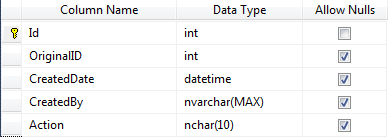 Column Name Data Type Allow Nulls
Id int
OriginalID int
CreatedDate datetime
CreatedBy nvarchar(MAX)
Action nchar(10)